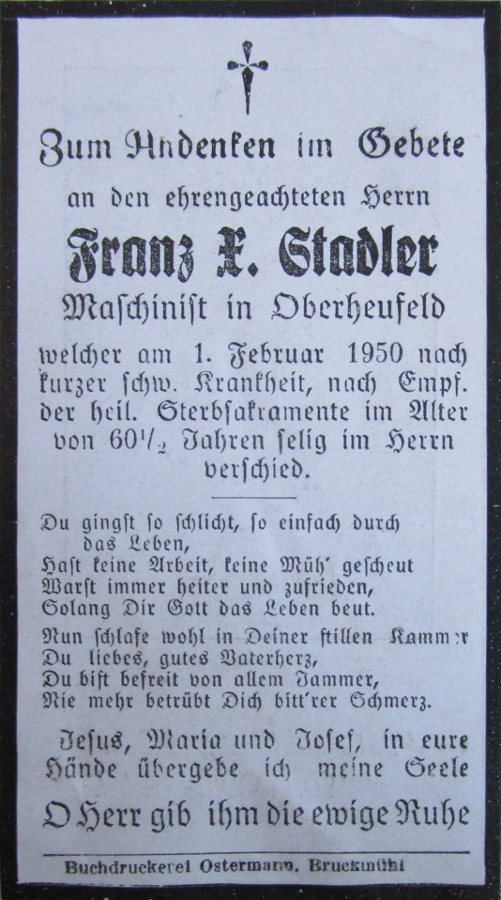 Zum Andenken im Gebete
an den ehrengeachteten Herrn
Franz X. Stadler
Maschinist in Oberheufeld
welcher am 1. Februar 1950 nach
kurzer schw. Krankheit, nach Empf.
der heil. Sterbsakramente im Alter
von 60½ Jahren selig im Herrn
verschied.
Du gingst so schlicht, so einfach durch
das Leben,
Hast keine Arbeit, keine Müh' gescheut
Warst immer heiter und zufrieden,
Solang Dir Gott das Leben beut.
Nun schlafe wohl in Deiner stillen Kammer
Du liebes, gutes Vaterherz,
Du bist befreit von allem Jammer,
Nie mehr betrübt Dich bitt'rer Schmerz.
Jesus, Maria und Josef, in eure
Hände übergebe ich meine Seele
O Herr gib ihm die ewige Ruhe
Buchdruckerei Ostermann, Bruckmühl